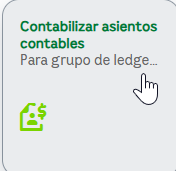 Contabilizar asientos
contables
Para grupo de ledge...